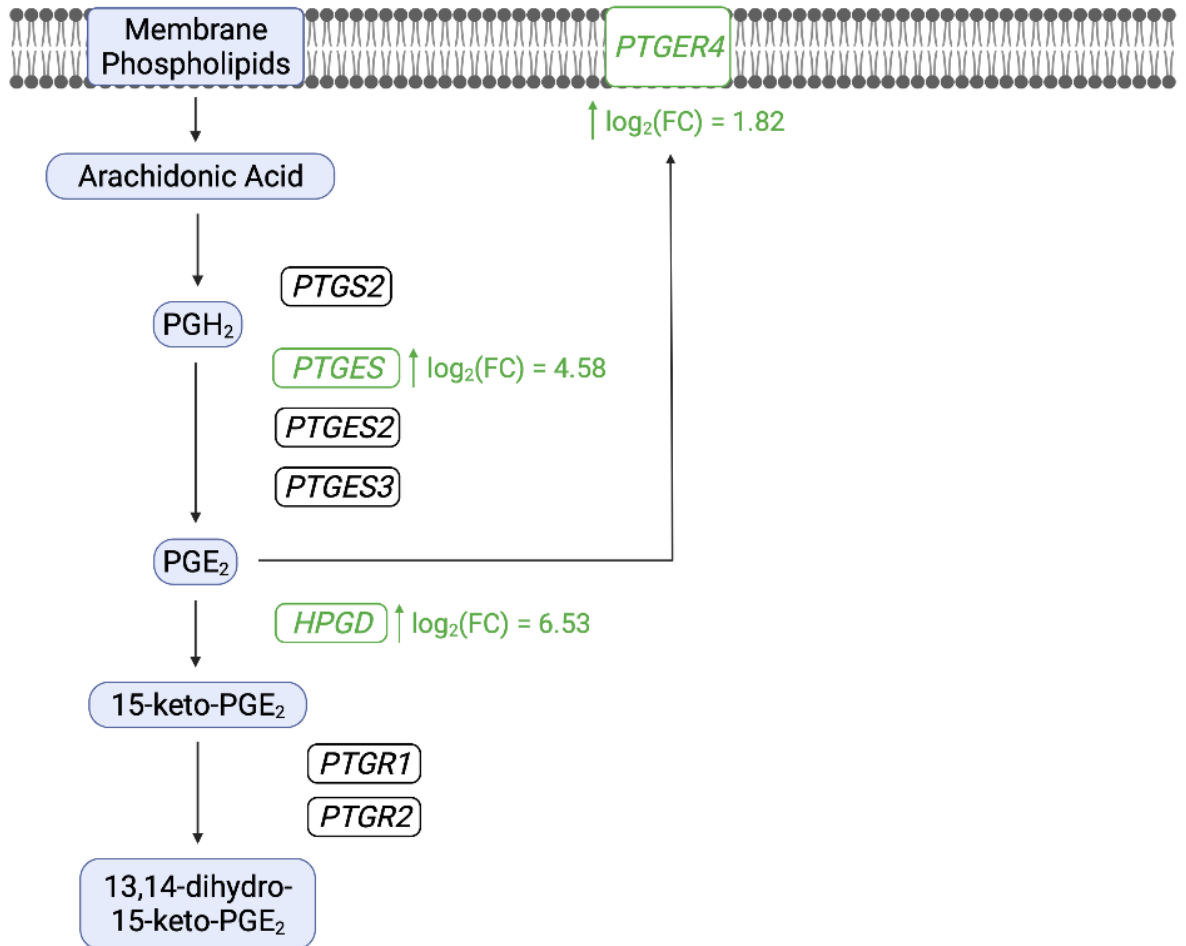 Membrane
Phospholipids
PTGER4
↑ log₂(FC) = 1.82
Arachidonic Acid
PTGS2
PGH₂
PTGES ↑ log₂(FC) = 4.58
PTGES2
PTGES3
PGE₂
HPGD ↑ log₂(FC) = 6.53
15-keto-PGE₂
PTGR1
PTGR2
13,14-dihydro-
15-keto-PGE₂